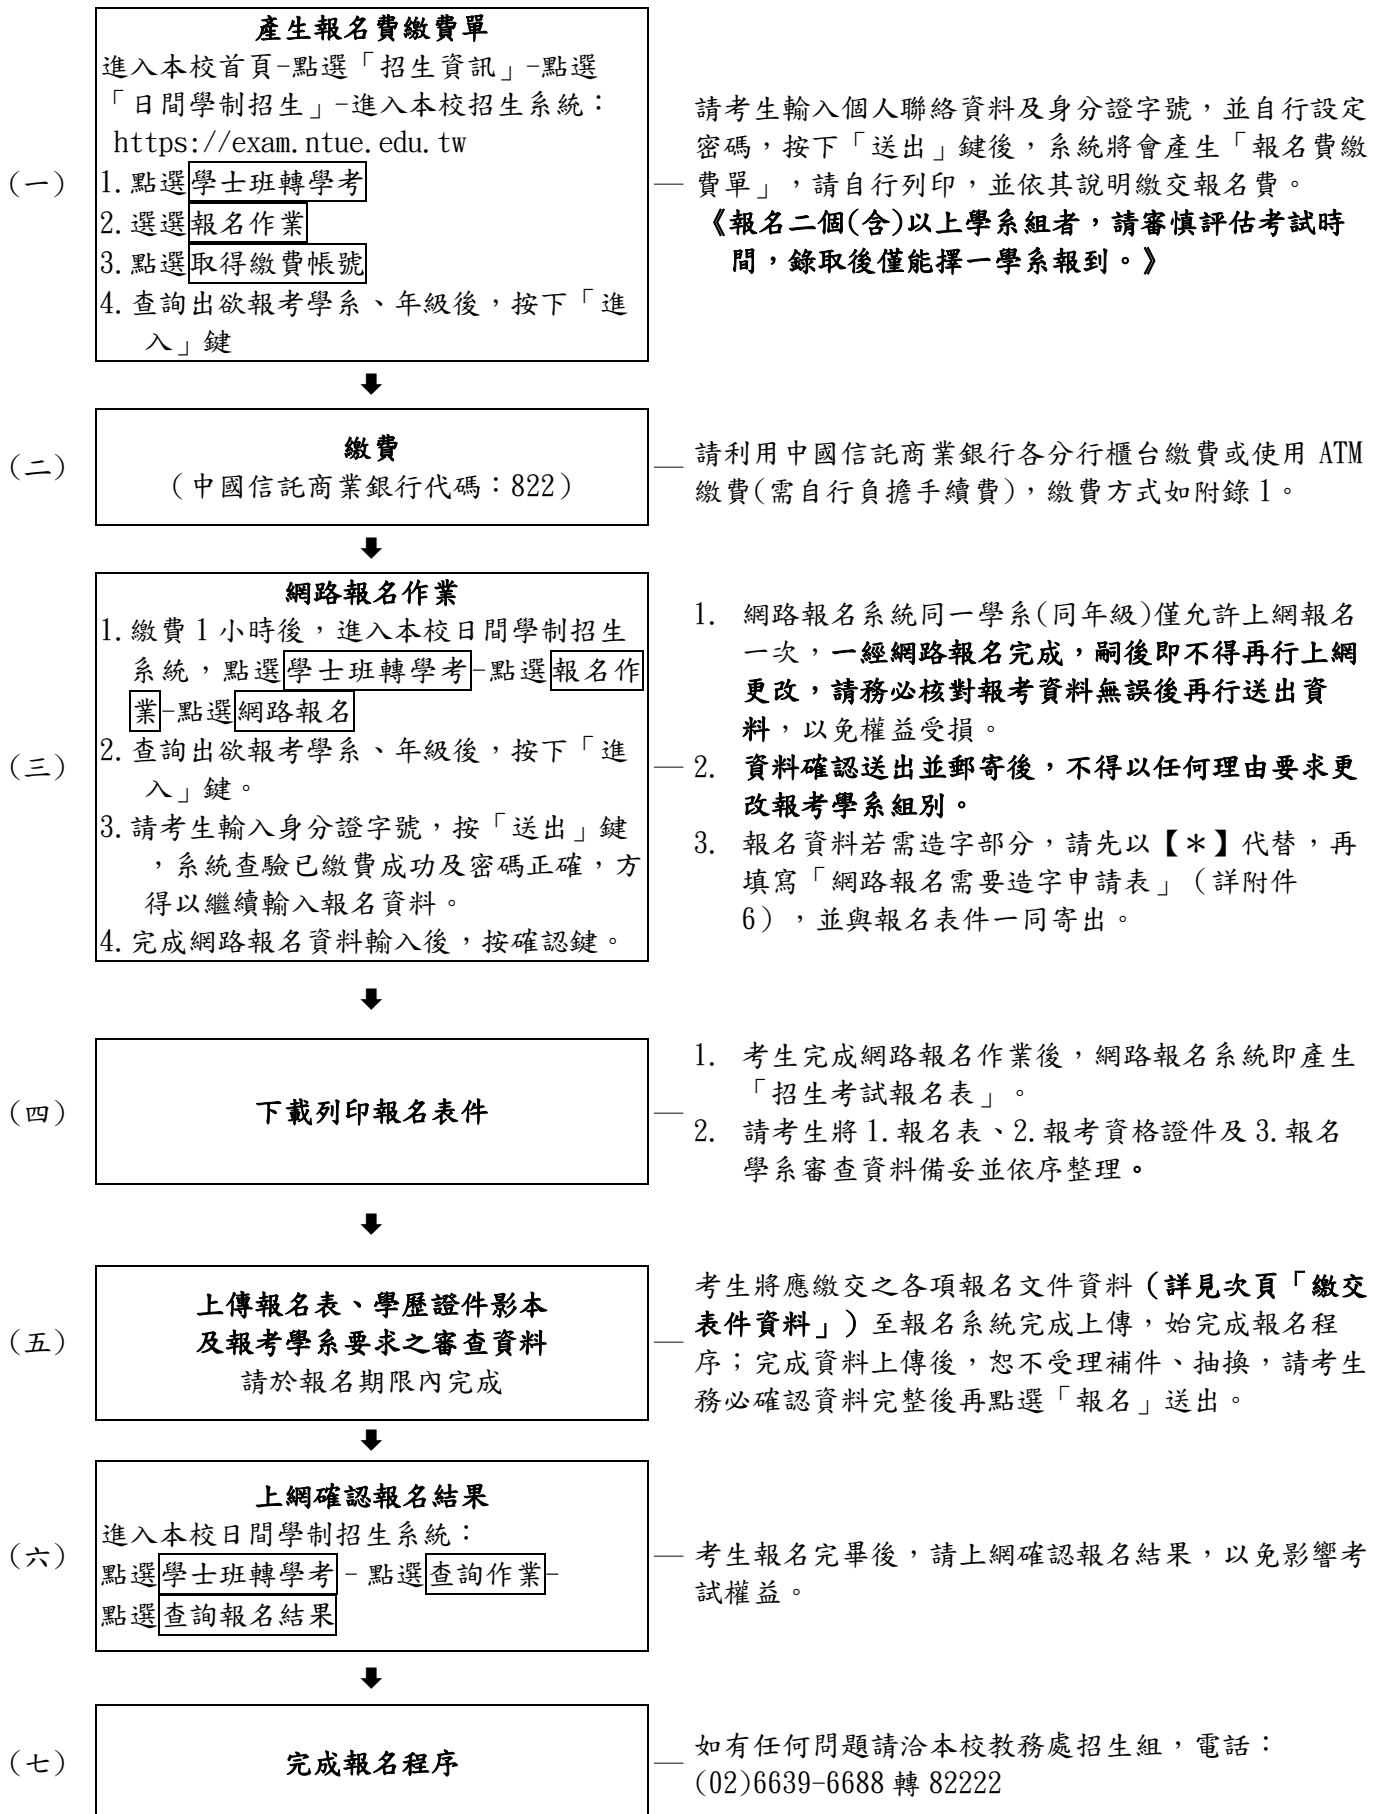 產生報名費繳費單
進入本校首頁-點選「招生資訊」-點選
「日間學制招生」-進入本校招生系統：
https://exam.ntue.edu.tw
(一)
1.點選學士班轉學考
2.選選報名作業
3.點選取得繳費帳號
4.查詢出欲報考學系、年級後，按下「進
入」鍵
請考生輸入個人聯絡資料及身分證字號，並自行設定
密碼，按下「送出」鍵後，系統將會產生「報名費繳
費單」，請自行列印，並依其說明繳交報名費。
《報名二個(含)以上學系組者，請審慎評估考試時
間，錄取後僅能擇一學系報到。》
(二)
繳費
（中國信託商業銀行代碼：822）
請利用中國信託商業銀行各分行櫃台繳費或使用 ATM
繳費(需自行負擔手續費)，繳費方式如附錄 1。
(三)
網路報名作業
1.繳費 1 小時後，進入本校日間學制招生
系統，點選學士班轉學考-點選報名作
業-點選網路報名
2.查詢出欲報考學系、年級後，按下「進
入」鍵。
3.請考生輸入身分證字號，按「送出」鍵
，系統查驗已繳費成功及密碼正確，方
得以繼續輸入報名資料。
4.完成網路報名資料輸入後，按確認鍵。
1. 網路報名系統同一學系(同年級)僅允許上網報名
一次，一經網路報名完成，嗣後即不得再行上網
更改，請務必核對報考資料無誤後再行送出資
料，以免權益受損。
2. 資料確認送出並郵寄後，不得以任何理由要求更
改報考學系組別。
3. 報名資料若需造字部分，請先以【＊】代替，再
填寫「網路報名需要造字申請表」（詳附件
6），並與報名表件一同寄出。
(四)
下載列印報名表件
1. 考生完成網路報名作業後，網路報名系統即產生
「招生考試報名表」。
2. 請考生將 1.報名表、2.報考資格證件及 3.報名
學系審查資料備妥並依序整理。
(五)
上傳報名表、學歷證件影本
及報考學系要求之審查資料
請於報名期限內完成
考生將應繳交之各項報名文件資料（詳見次頁「繳交
表件資料」）至報名系統完成上傳，始完成報名程
序；完成資料上傳後，恕不受理補件、抽換，請考生
務必確認資料完整後再點選「報名」送出。
(六)
上網確認報名結果
進入本校日間學制招生系統：
點選學士班轉學考 - 點選查詢作業-
點選查詢報名結果
考生報名完畢後，請上網確認報名結果，以免影響考
試權益。
(七)
完成報名程序
如有任何問題請洽本校教務處招生組，電話：
(02)6639-6688 轉 82222